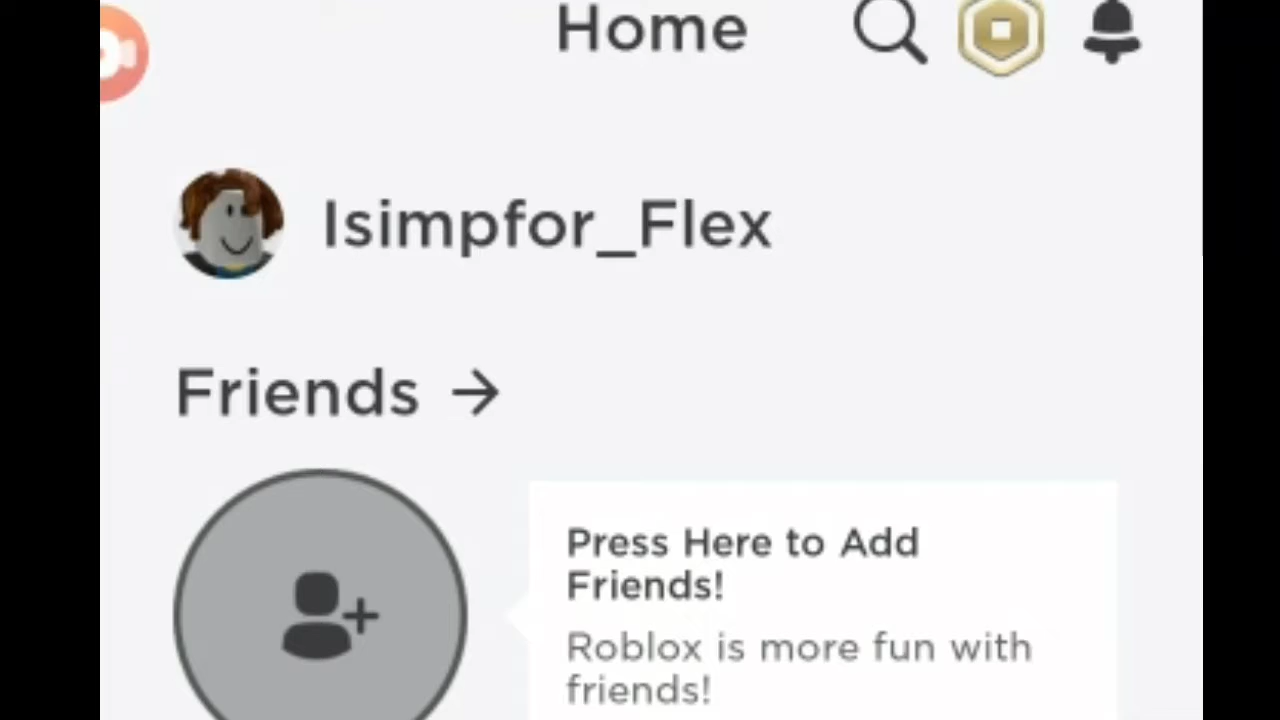 Home
Isimpfor_Flex
Friends →
Press Here to Add
Friends!
Roblox is more fun with
friends!